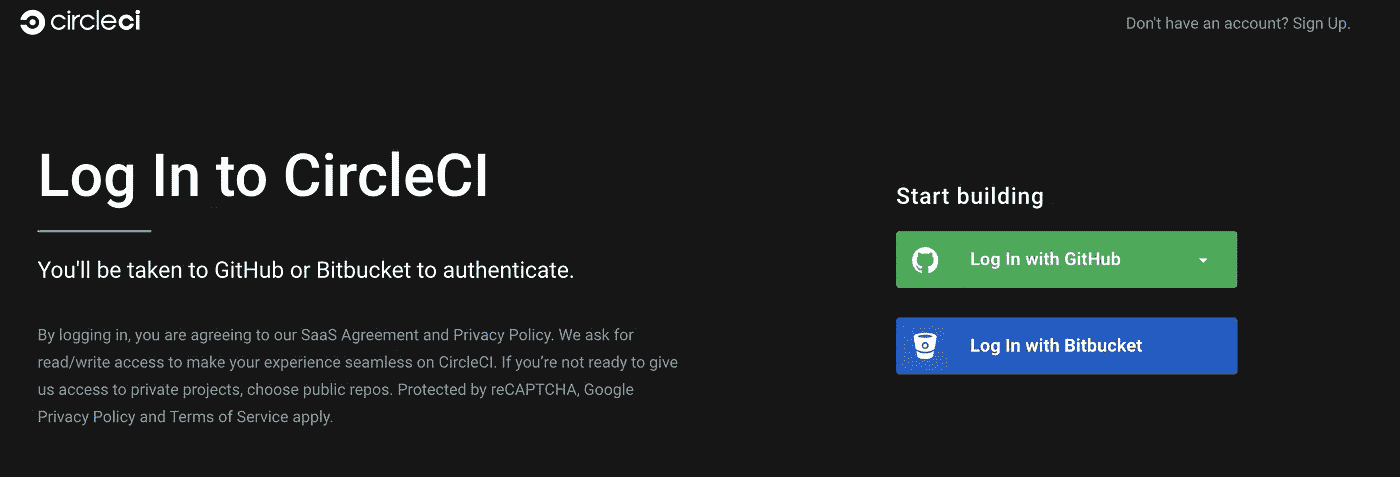 circleci
Don't have an account? Sign Up.
Log In to CircleCI
You'll be taken to GitHub or Bitbucket to authenticate.
By logging in, you are agreeing to our SaaS Agreement and Privacy Policy. We ask for
read/write access to make your experience seamless on CircleCI. If you’re not ready to give
us access to private projects, choose public repos. Protected by reCAPTCHA, Google
Privacy Policy and Terms of Service apply.
Start building
Log In with GitHub
Log In with Bitbucket